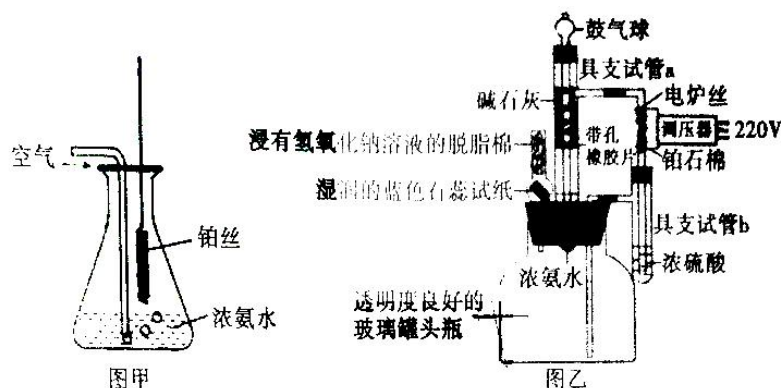 空气
铂丝
浓氨水
图甲
鼓气球
具支试管a
碱石灰
电炉丝
调压器
220V
浸有氢氧化钠溶液的脱脂棉
带孔
橡胶片
铂石棉
湿润的蓝色石蕊试纸
具支试管b
浓氨水
浓硫酸
透明度良好的
玻璃罐头瓶
图乙